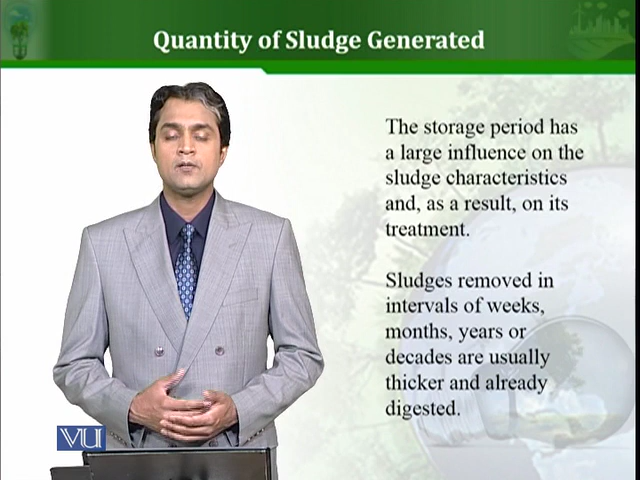 Quantity of Sludge Generated
The storage period has
a large influence on the
sludge characteristics
and, as a result, on its
treatment.
Sludges removed in
intervals of weeks,
months, years or
decades are usually
thicker and already
digested.
VU